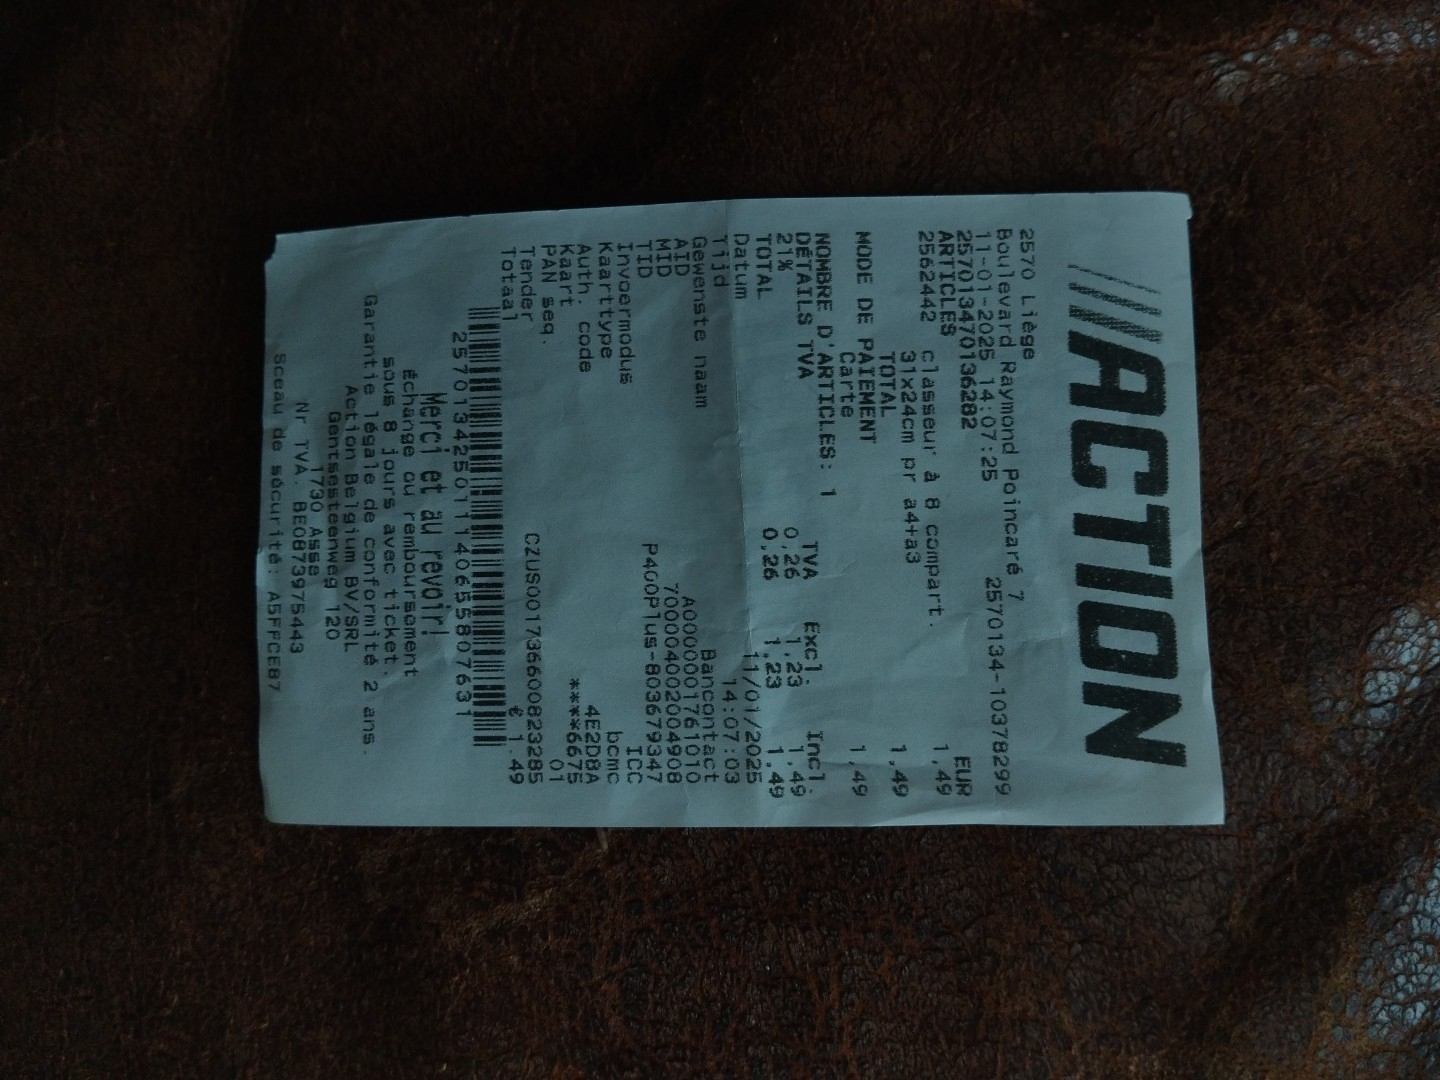 ///ACTION
2570 Liège
Boulevard Raymond Poincaré 7
11-01-2025 14:07:25 2570134-10378299
25701347013628​2
ARTICLES EUR
2562442 classeur à 8 compart. 1,49
31x24cm pr a4+a3
TOTAL 1,49
MODE DE PAIEMENT
Carte 1,49
NOMBRE D'ARTICLES: 1
DÉTAILS TVA TVA Excl. Incl.
21% 0,26 1,23 1,49
TOTAL 0,26 1,23 1,49
Datum 11/01/2025
Tijd 14:07:03
Gewenste naam Bancontact
AID A0000001761010
MID 700004002004908
TID P400Plus-803679347
Invoermodus ICC
Kaarttype bcmc
Auth. code 4E2D8A
Kaart ****6675
PAN seq. 01
Tender CZUS001736600823285
Totaal € 1.49
2570134250111406558076​31
Merci et au revoir!
Échange ou remboursement
sous 8 jours avec ticket.
Garantie légale de conformité 2 ans.
Action Belgium BV/SRL
Gentsesteenweg 120
1730 Asse
Nr TVA. BE0873975443
Sceau de sécurité: A5FFCE87